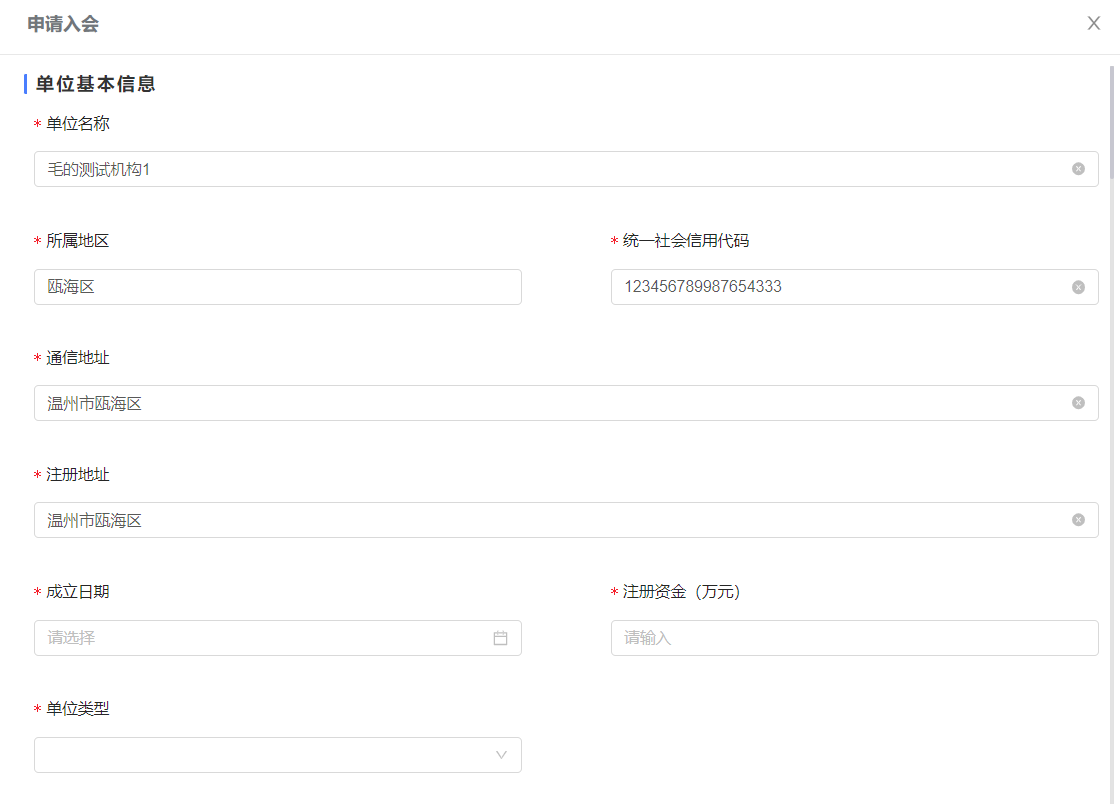 申请入会
单位基本信息
* 单位名称
毛的测试机构1
* 所属地区
* 统一社会信用代码
瓯海区
123456789987654333
* 通信地址
温州市瓯海区
* 注册地址
温州市瓯海区
* 成立日期
* 注册资金（万元）
请选择
请输入
* 单位类型